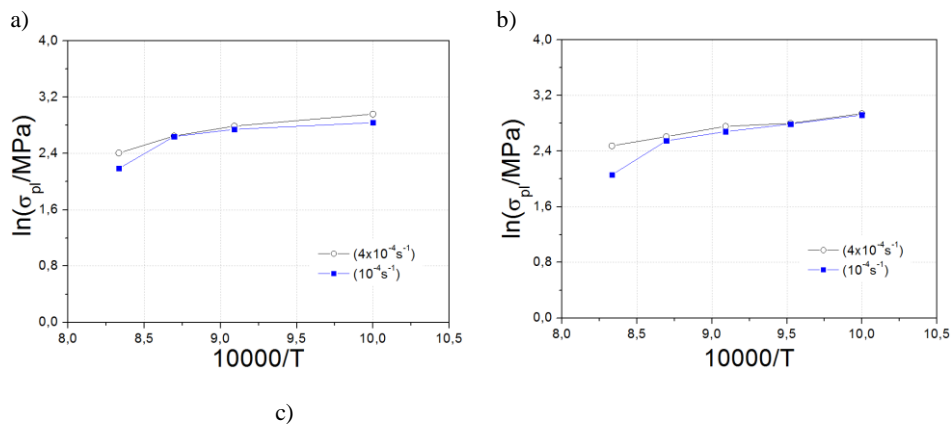 a)
4,0
3,2
2,4
1,6
0,8
0,0
ln(σpl/MPa)
(4x10⁻⁴s⁻¹)
(10⁻⁴s⁻¹)
8,0 8,5 9,0 9,5 10,0 10,5
10000/T
b)
4,0
3,2
2,4
1,6
0,8
0,0
ln(σpl/MPa)
(4x10⁻⁴s⁻¹)
(10⁻⁴s⁻¹)
8,0 8,5 9,0 9,5 10,0 10,5
10000/T
c)